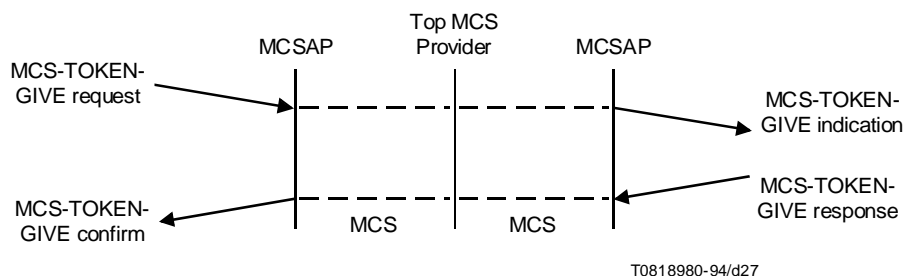 Top MCS
Provider
MCSAP
MCSAP
MCS-TOKEN-
GIVE request
MCS-TOKEN-
GIVE indication
MCS-TOKEN-
GIVE response
MCS-TOKEN-
GIVE confirm
MCS
MCS
T0818980-94/d27